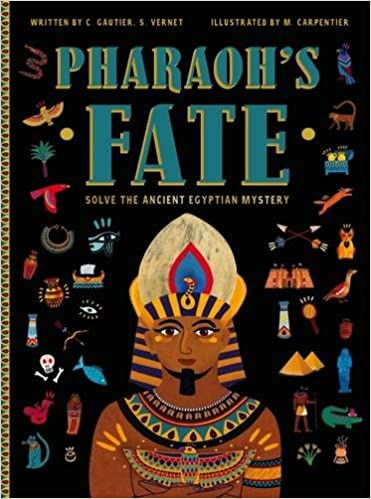 WRITTEN BY C. GAUTIER, S. VERNET ILLUSTRATED BY M. CARPENTIER
PHARAOH'S
· FATE ·
SOLVE THE ANCIENT EGYPTIAN MYSTERY